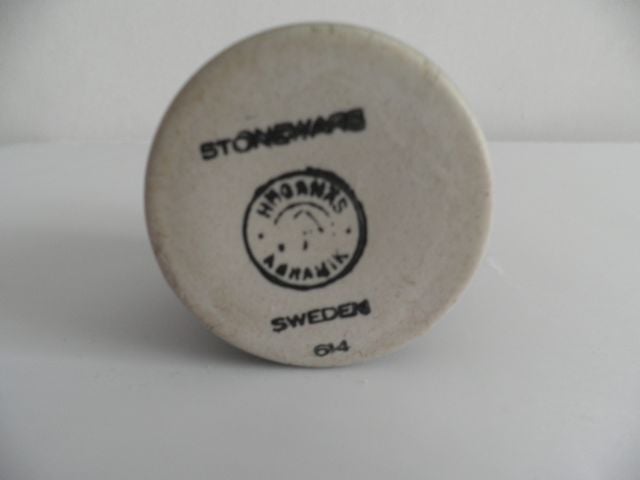 STONEWARE
HÖGANÄS
KERAMIK
SWEDEN
614